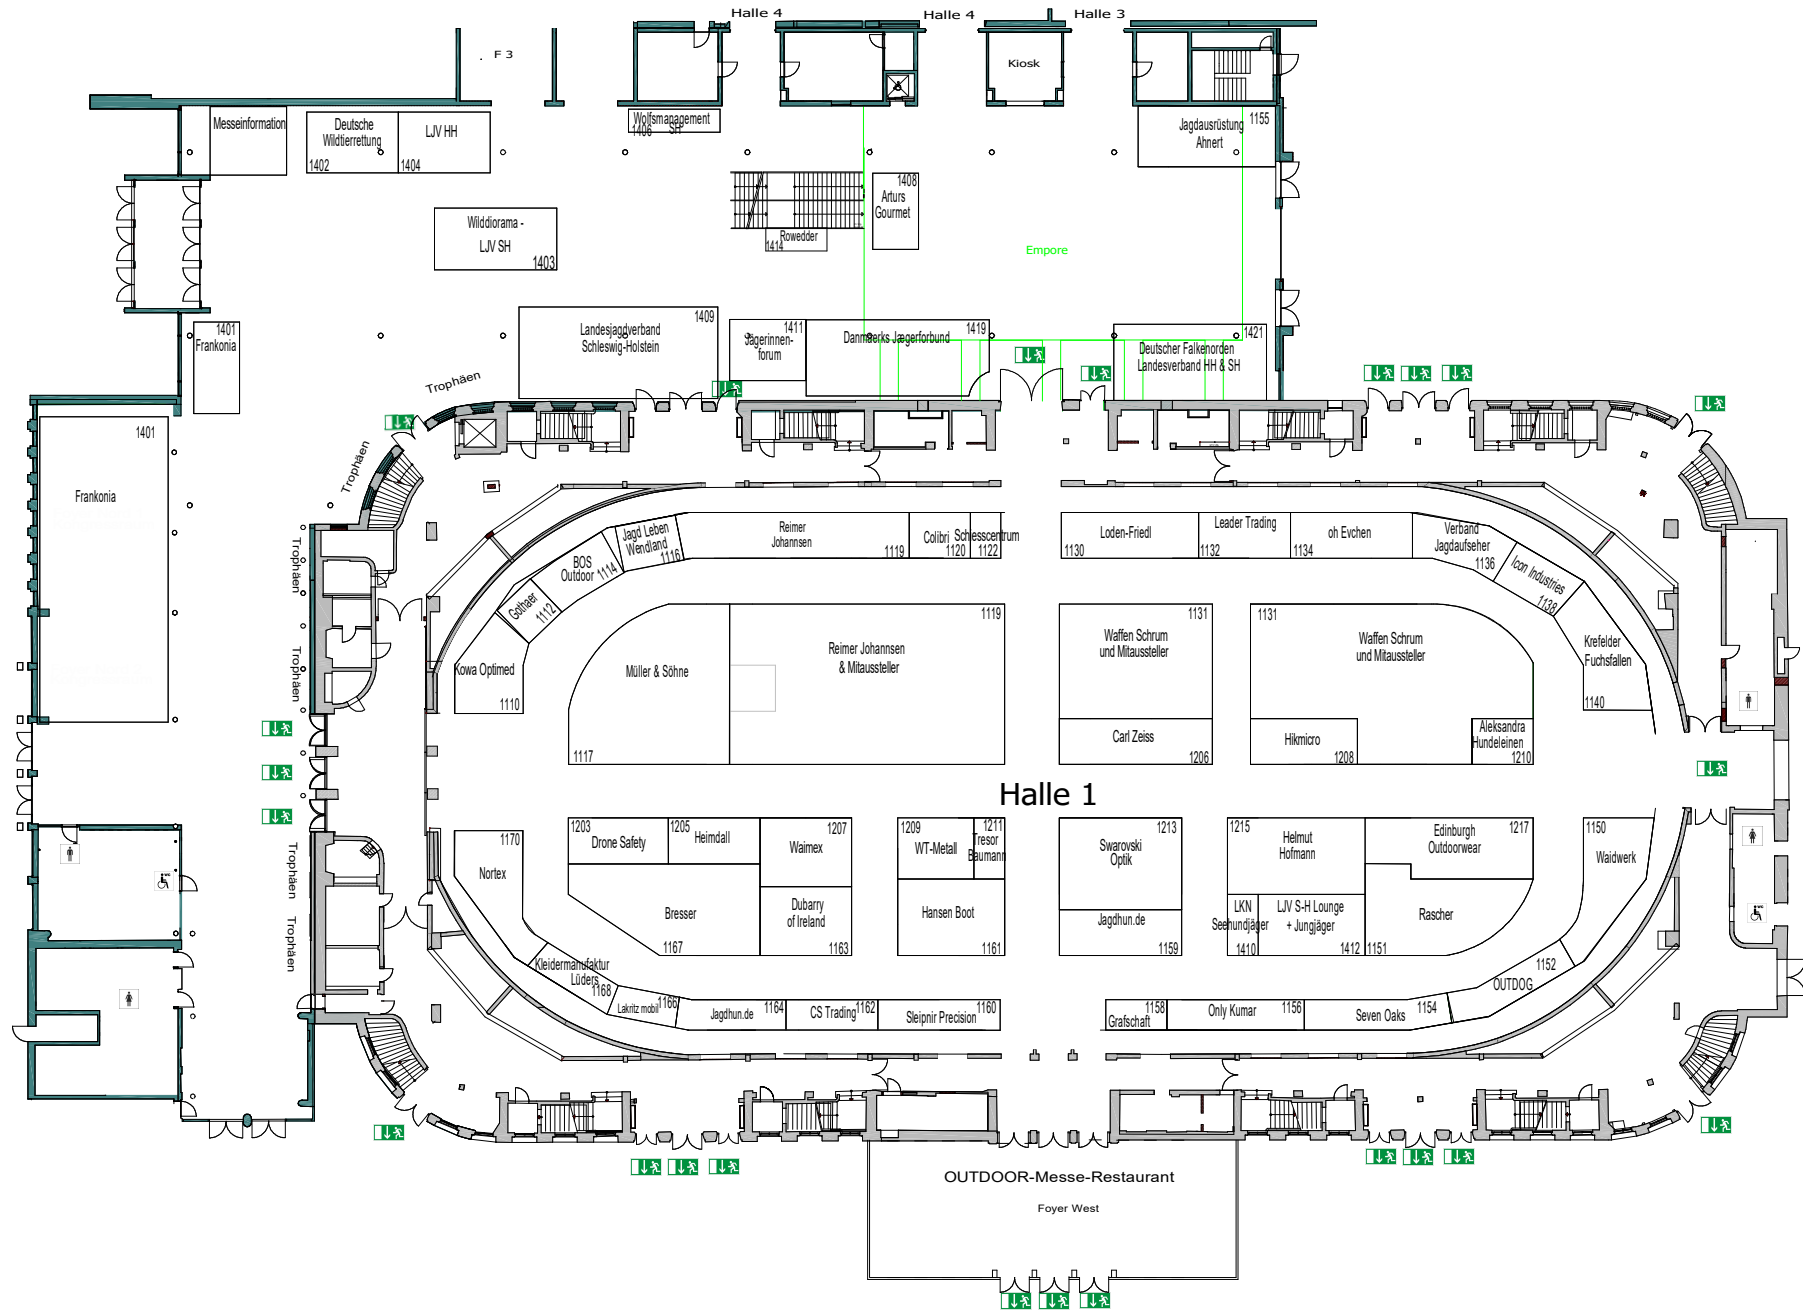 Halle 4
Halle 4
Halle 3
F 3
Kiosk
Messeinformation
Deutsche
Wildtierrettung
1402
LJV HH
1404
Wolfsmanagement
SH
1406
1155
Jagdausrüstung
Ahnert
1408
Arturs
Gourmet
Wilddiorama -
LJV SH
1403
Rowedder
1414
Empore
1401
Frankonia
1409
Landesjagdverband
Schleswig-Holstein
1411
Jägerinnen-
forum
1419
Danmarks Jægerforbund
1421
Deutscher Falkenorden
Landesverband HH & SH
Trophäen
Trophäen
Trophäen
Trophäen
Trophäen
Trophäen
1401
Frankonia
Kowa Optimed
1110
Gothaer
1112
BOS
Outdoor
1114
Jagd Leben
Wendland
1116
Reimer
Johannsen
1119
Colibri
1120
Schiesscentrum
1122
Loden-Friedl
1130
Leader Trading
1132
oh Evchen
1134
Verband
Jagdaufseher
1136
Icon Industries
1138
Krefelder
Fuchsfallen
1140
Müller & Söhne
1117
1119
Reimer Johannsen
& Mitaussteller
1131
Waffen Schrum
und Mitaussteller
Carl Zeiss
1206
1131
Waffen Schrum
und Mitaussteller
Hikmicro
1208
Aleksandra
Hundeleinen
1210
Halle 1
1170
Nortex
1203
Drone Safety
1205
Heimdall
1207
Waimex
Bresser
1167
Dubarry
of Ireland
1163
1209
WT-Metall
1211
Tresor
Baumann
Hansen Boot
1161
1213
Swarovski
Optik
Jagdhun.de
1159
1215
Helmut
Hofmann
1217
Edinburgh
Outdoorwear
LKN
Seehundjäger
1410
LJV S-H Lounge
+ Jungjäger
1412
Rascher
1151
1150
Waidwerk
Kleidermanufaktur
Lüders
1168
Lakritz mobil
1166
Jagdhun.de
1164
CS Trading
1162
Sleipnir Precision
1160
1158
Grafschaft
Only Kumar
1156
Seven Oaks
1154
OUTDOG
1152
OUTDOOR-Messe-Restaurant
Foyer West